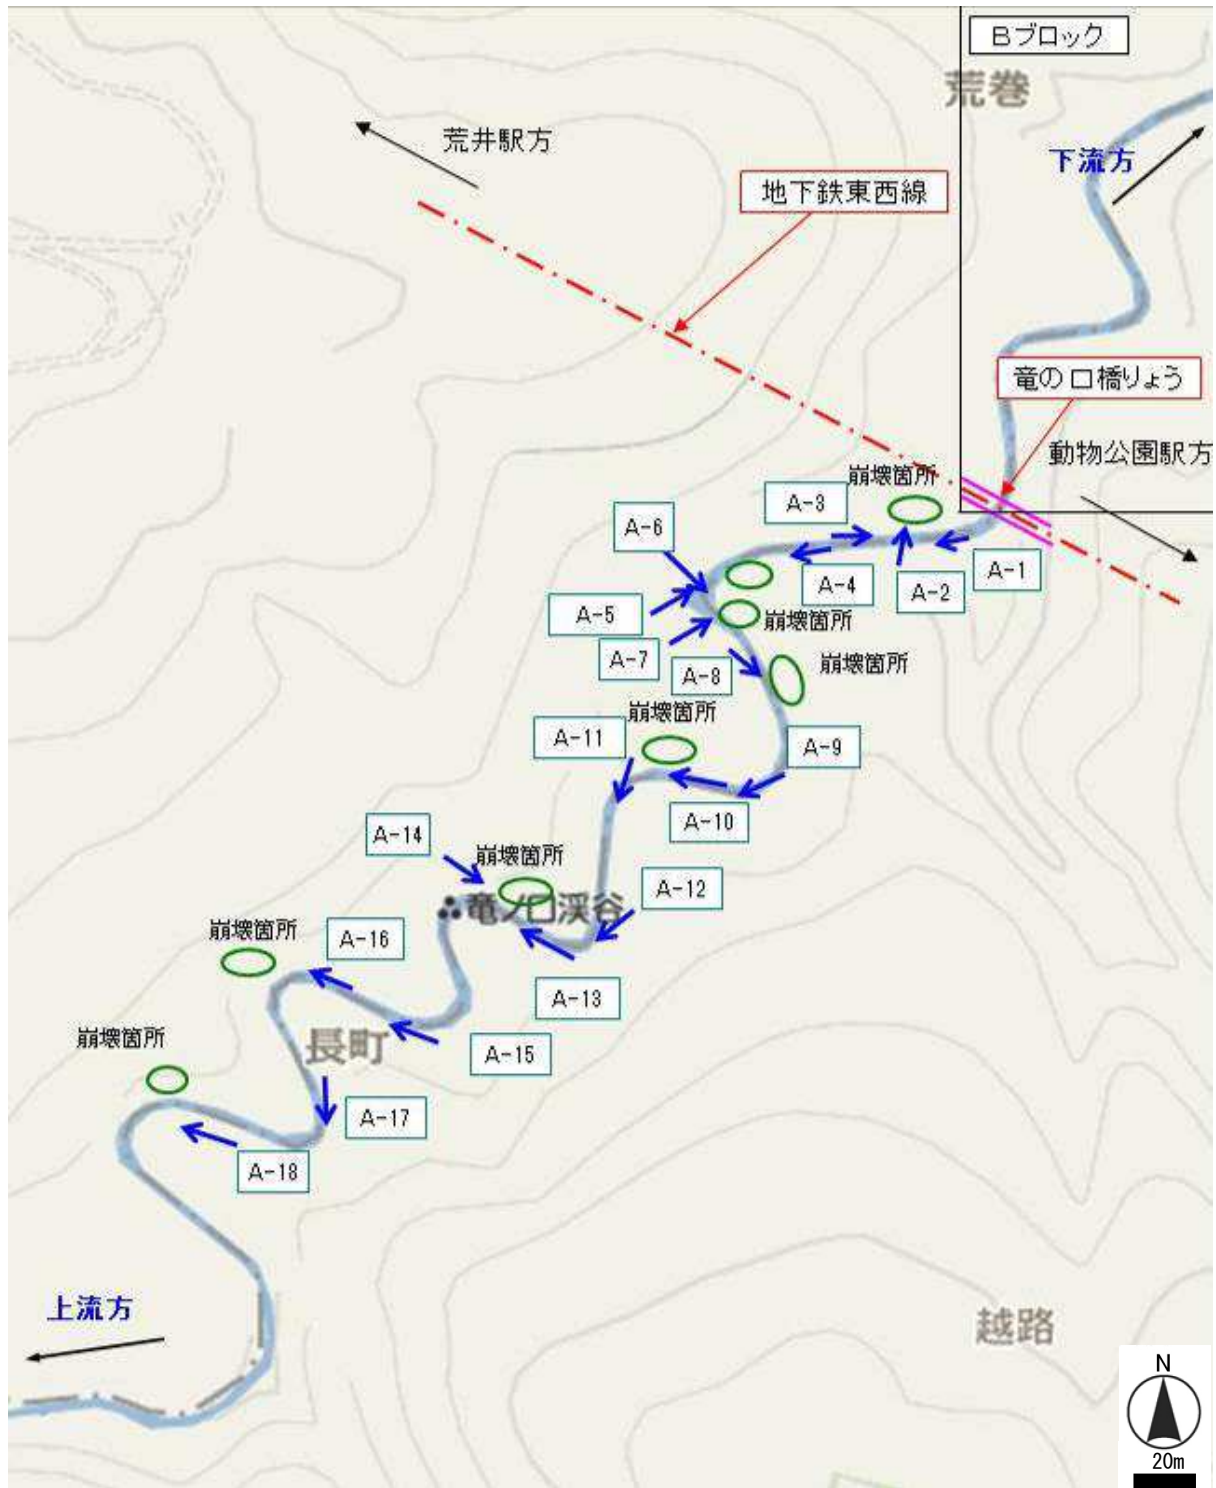 Bブロック
荒巻
荒井駅方
下流方
地下鉄東西線
竜の口橋りょう
動物公園駅方
崩壊箇所
A-3
A-6
A-1
A-4
A-2
A-5
崩壊箇所
A-7
崩壊箇所
A-8
崩壊箇所
A-11
A-9
A-10
A-14
崩壊箇所
A-12
竜ノ口渓谷
崩壊箇所
A-16
A-13
崩壊箇所
長町
A-15
A-17
A-18
上流方
越路
N
20m